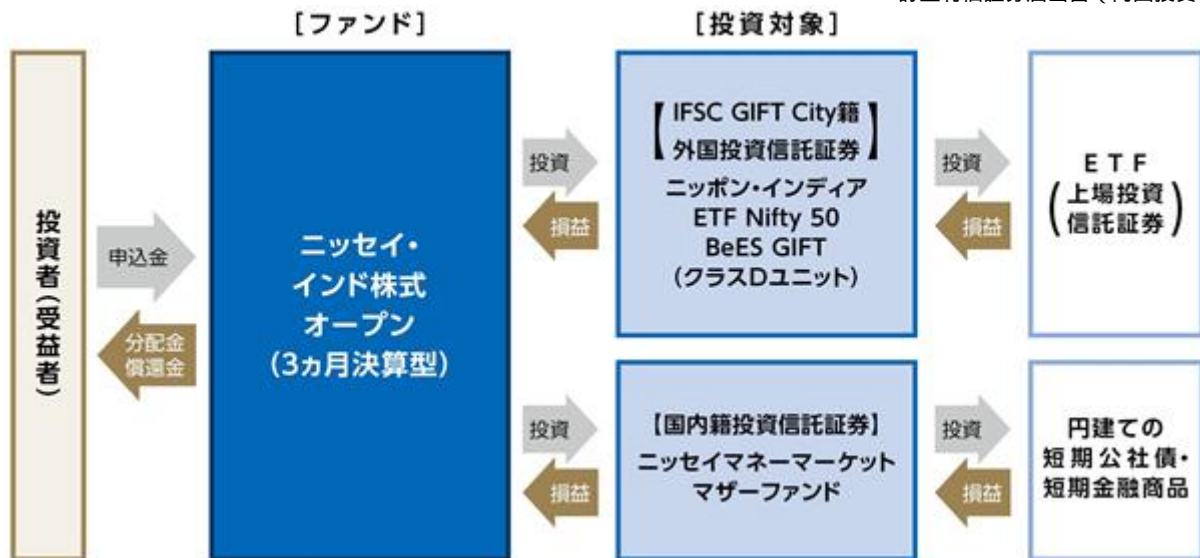 [ファンド]
[投資対象]
投資者(受益者)
申込金
分配金
償還金
ニッセイ・
インド株式
オープン
(3ヵ月決算型)
投資
損益
【IFSC GIFT City籍
外国投資信託証券】
ニッポン・インディア
ETF Nifty 50
BeES GIFT
(クラスDユニット)
投資
損益
ETF
(上場投資
信託証券)
投資
損益
【国内籍投資信託証券】
ニッセイマネーマーケット
マザーファンド
投資
損益
円建ての
短期公社債・
短期金融商品